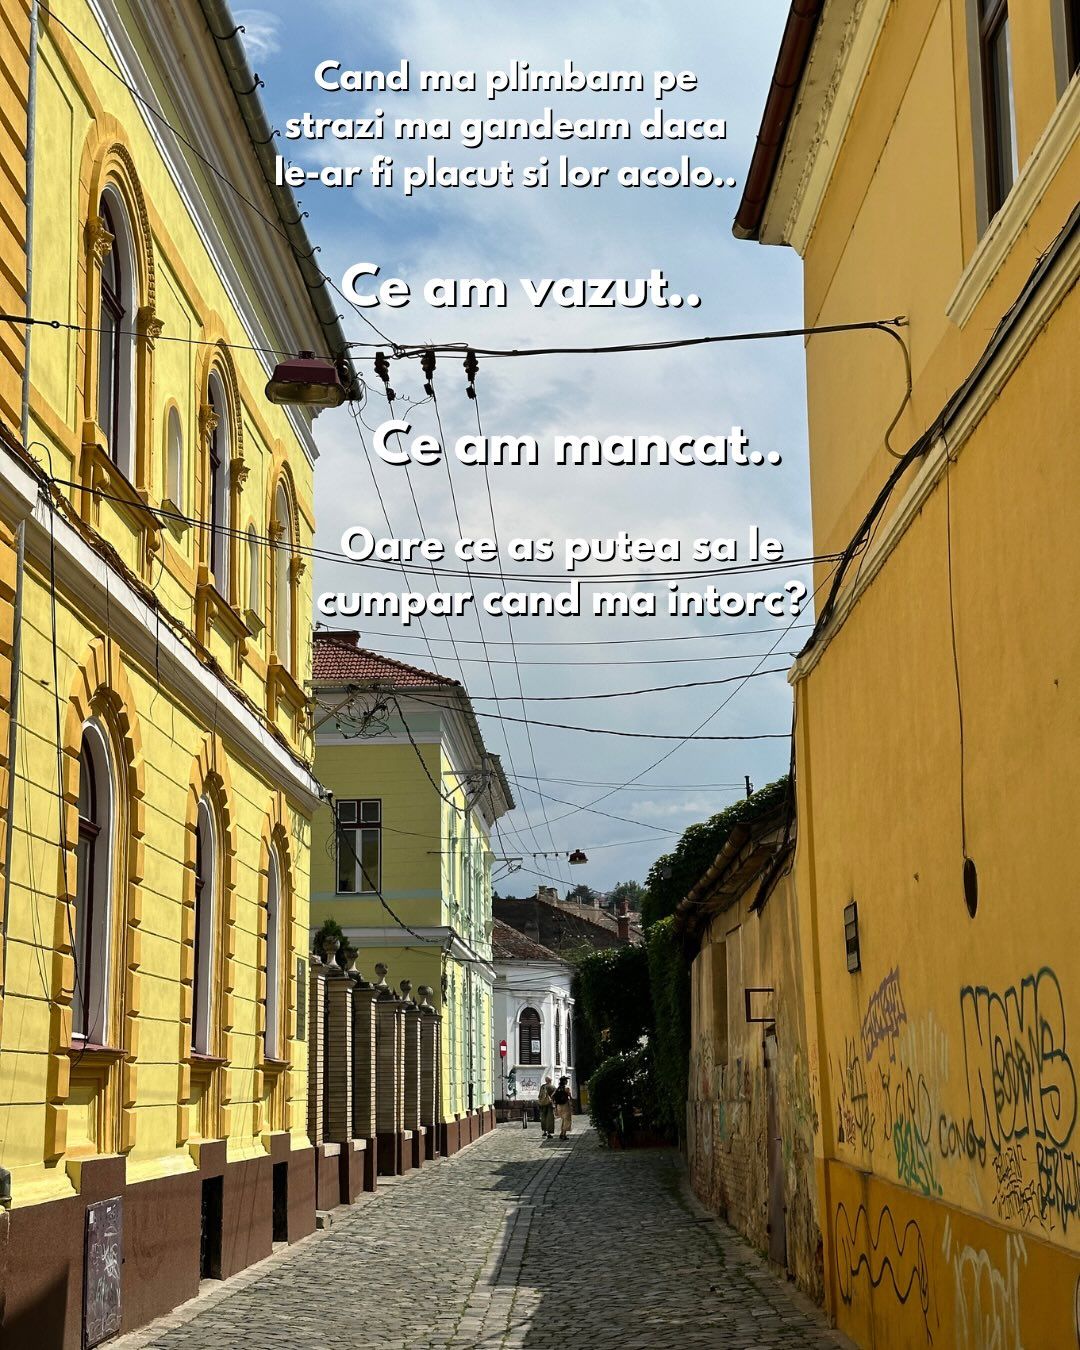 Cand ma plimbam pe
strazi ma gandeam daca
le-ar fi placut si lor acolo..
Ce am vazut..
Ce am mancat..
Oare ce as putea sa le
cumpar cand ma intorc?